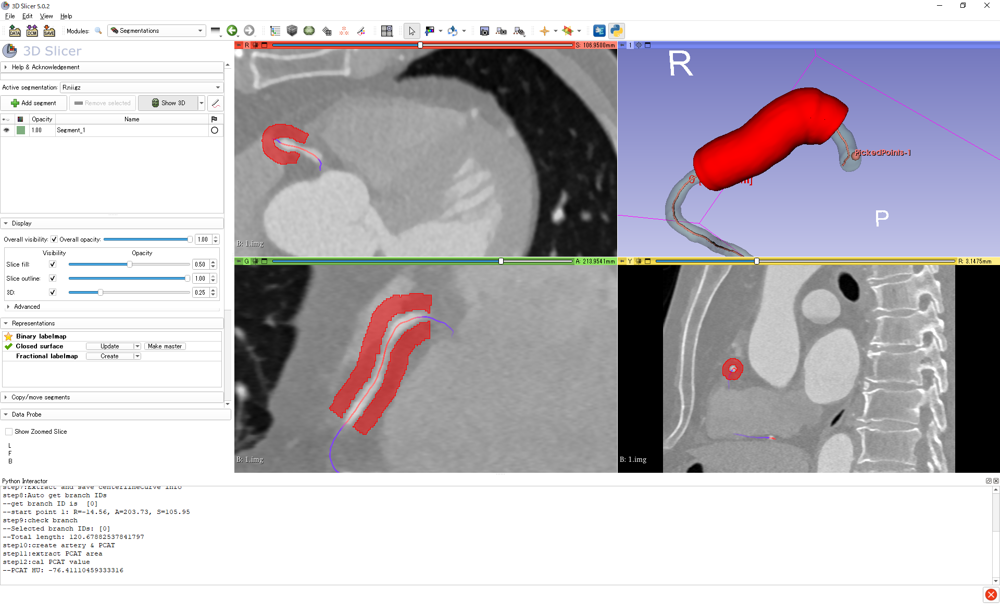 3D Slicer 5.0.2
File Edit View Help
DATA DCM SAVE Modules: Segmentations
3D Slicer
Help & Acknowledgement
Active segmentation: R.nii.gz
Add segment Remove selected Show 3D
Opacity Name
1.00 Segment_1
Display
Overall visibility: Overall opacity: 1.00
Visibility Opacity
Slice fill: 0.50
Slice outline: 1.00
3D: 0.25
Advanced
Representations
Binary labelmap
Closed surface Update Make master
Fractional labelmap Create
Copy/move segments
Data Probe
Show Zoomed Slice
L
F
B
R S: 106.9500mm
B: 1.img
1
R
PickedPoints-1
P
G A: 213.9541mm
B: 1.img
Y R: 3.1475mm
B: 1.img
Python Interactor
step7:Extract and save centerlineCurve info
step8:Auto get branch IDs
--get branch ID is  [0]
--start point 1: R=-14.56, A=203.73, S=105.95
step9:check branch
--Selected branch IDs: [0]
--Total length: 120.67882537841797
step10:create artery & PCAT
step11:extract PCAT area
step12:cal PCAT value
--PCAT HU: -76.41110459333316